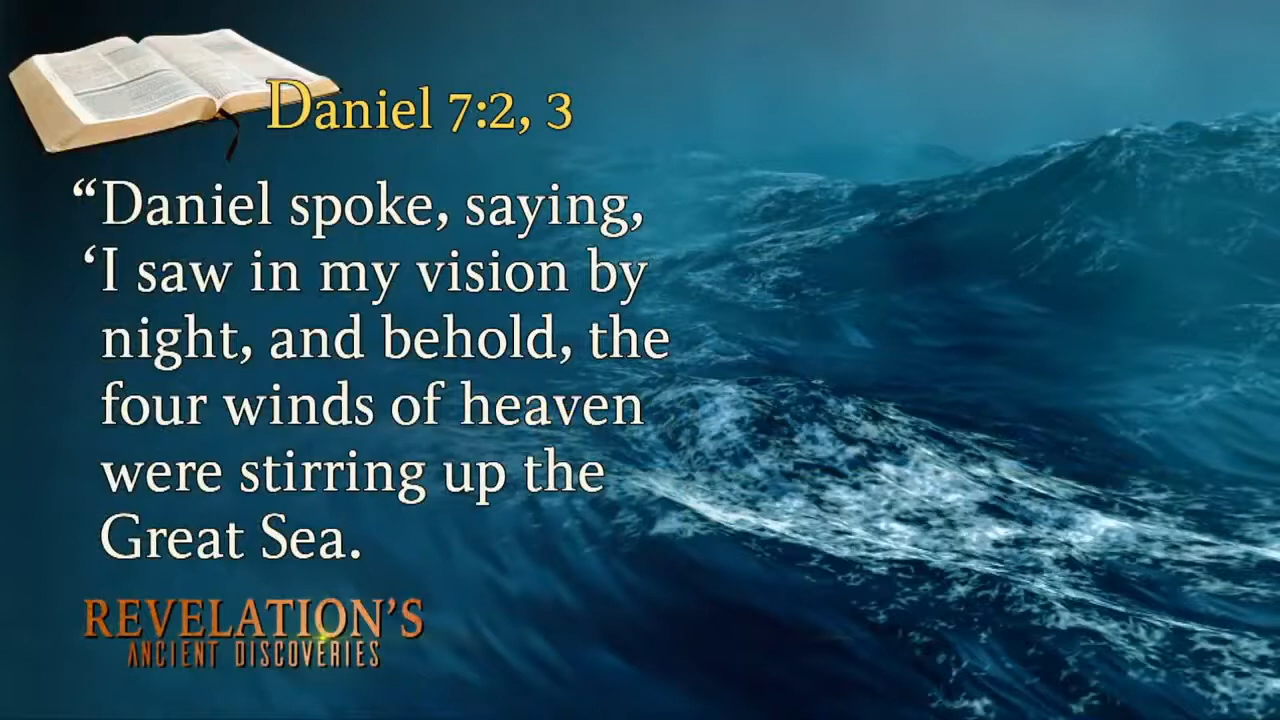 Daniel 7:2, 3
“Daniel spoke, saying,
‘I saw in my vision by
night, and behold, the
four winds of heaven
were stirring up the
Great Sea.
REVELATION’S
ANCIENT DISCOVERIES